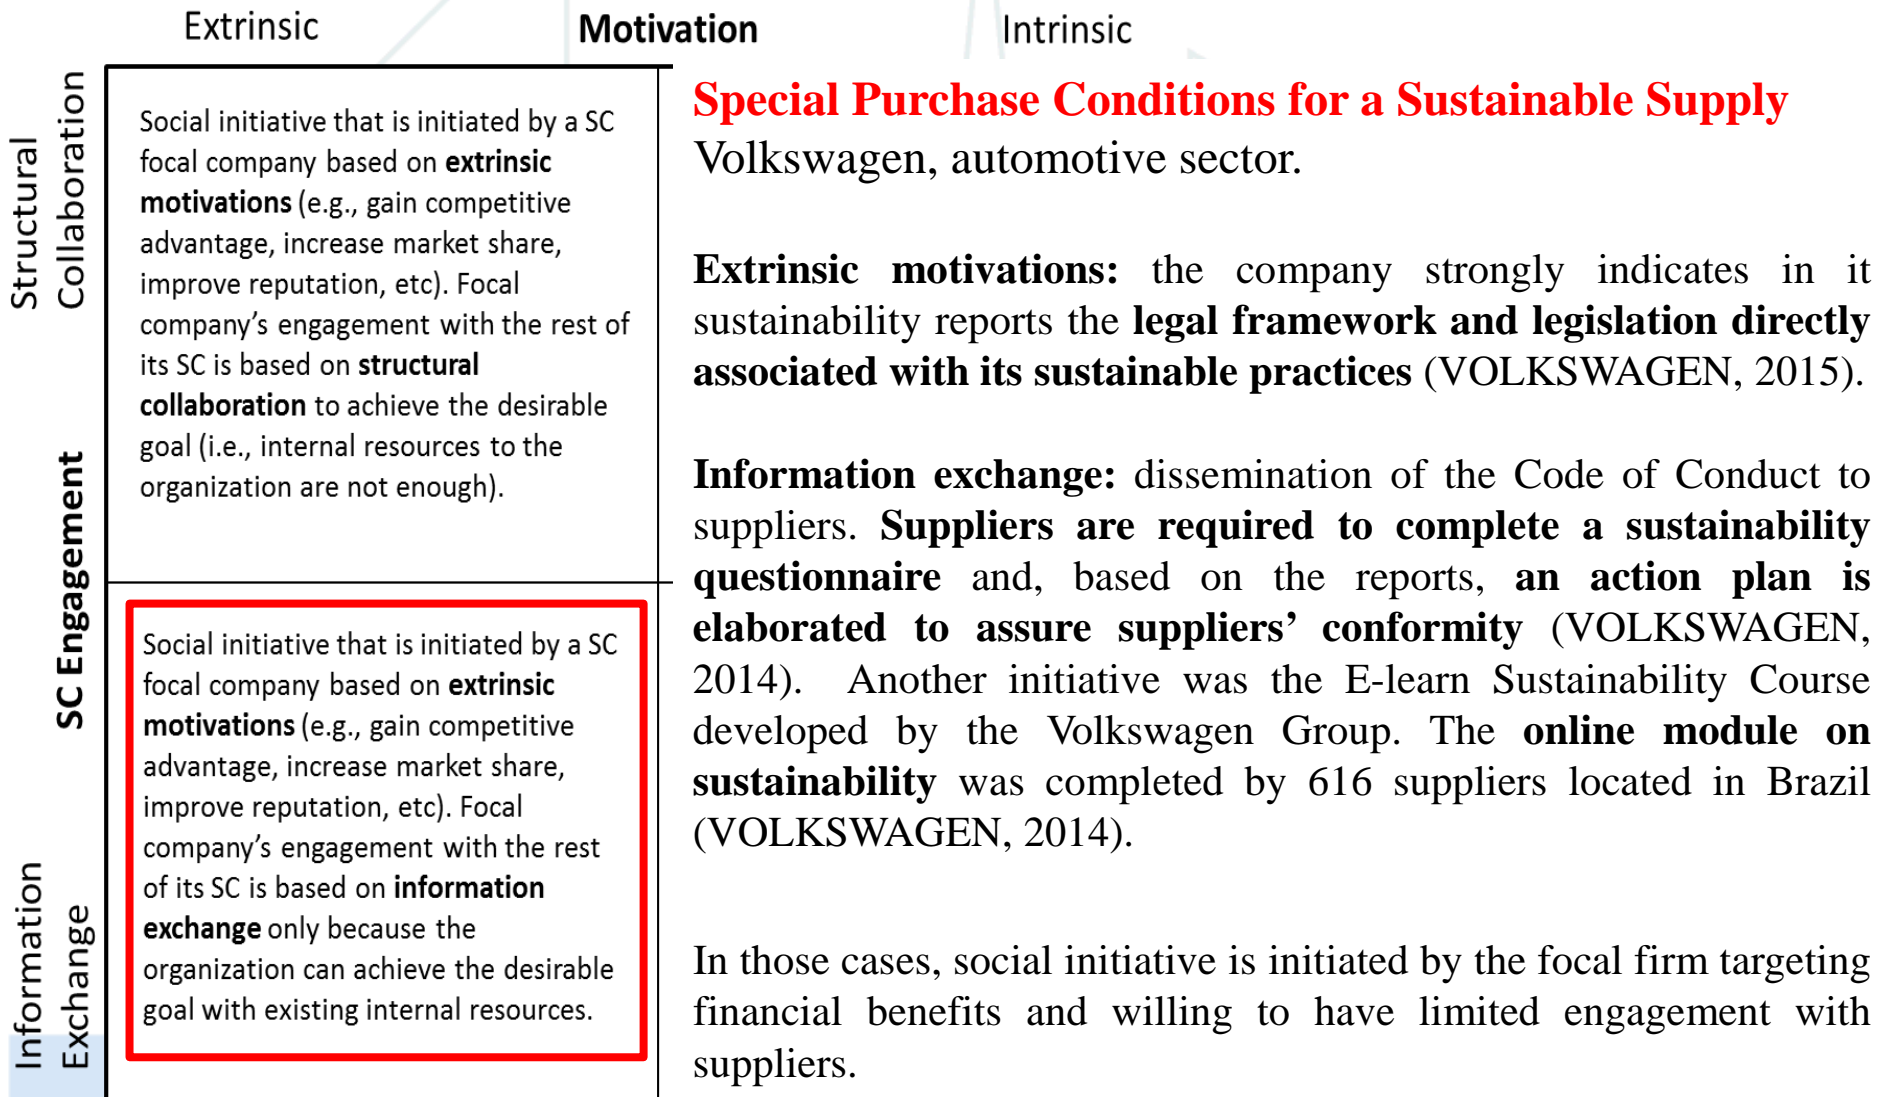 Extrinsic Motivation Intrinsic
Structural
Collaboration
SC Engagement
Information
Exchange
Social initiative that is initiated by a SC
focal company based on extrinsic
motivations (e.g., gain competitive
advantage, increase market share,
improve reputation, etc). Focal
company's engagement with the rest of
its SC is based on structural
collaboration to achieve the desirable
goal (i.e., internal resources to the
organization are not enough).
Social initiative that is initiated by a SC
focal company based on extrinsic
motivations (e.g., gain competitive
advantage, increase market share,
improve reputation, etc). Focal
company's engagement with the rest
of its SC is based on information
exchange only because the
organization can achieve the desirable
goal with existing internal resources.
Special Purchase Conditions for a Sustainable Supply
Volkswagen, automotive sector.
Extrinsic motivations: the company strongly indicates in it
sustainability reports the legal framework and legislation directly
associated with its sustainable practices (VOLKSWAGEN, 2015).
Information exchange: dissemination of the Code of Conduct to
suppliers. Suppliers are required to complete a sustainability
questionnaire and, based on the reports, an action plan is
elaborated to assure suppliers’ conformity (VOLKSWAGEN,
2014). Another initiative was the E-learn Sustainability Course
developed by the Volkswagen Group. The online module on
sustainability was completed by 616 suppliers located in Brazil
(VOLKSWAGEN, 2014).
In those cases, social initiative is initiated by the focal firm targeting
financial benefits and willing to have limited engagement with
suppliers.